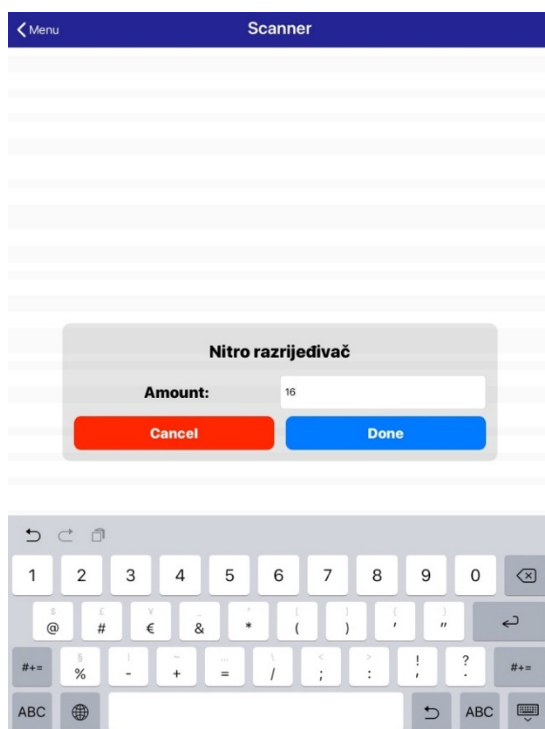 Menu
Scanner
Nitro razrijeđivač
Amount: 16
Cancel Done
1 2 3 4 5 6 7 8 9 0
$ £ ¥ _ ^ [ ] { }
@ # € & * ( ) ' "
§ | ~ … \ < > ! ?
#+= % - + = / ; : , . #+=
ABC ABC